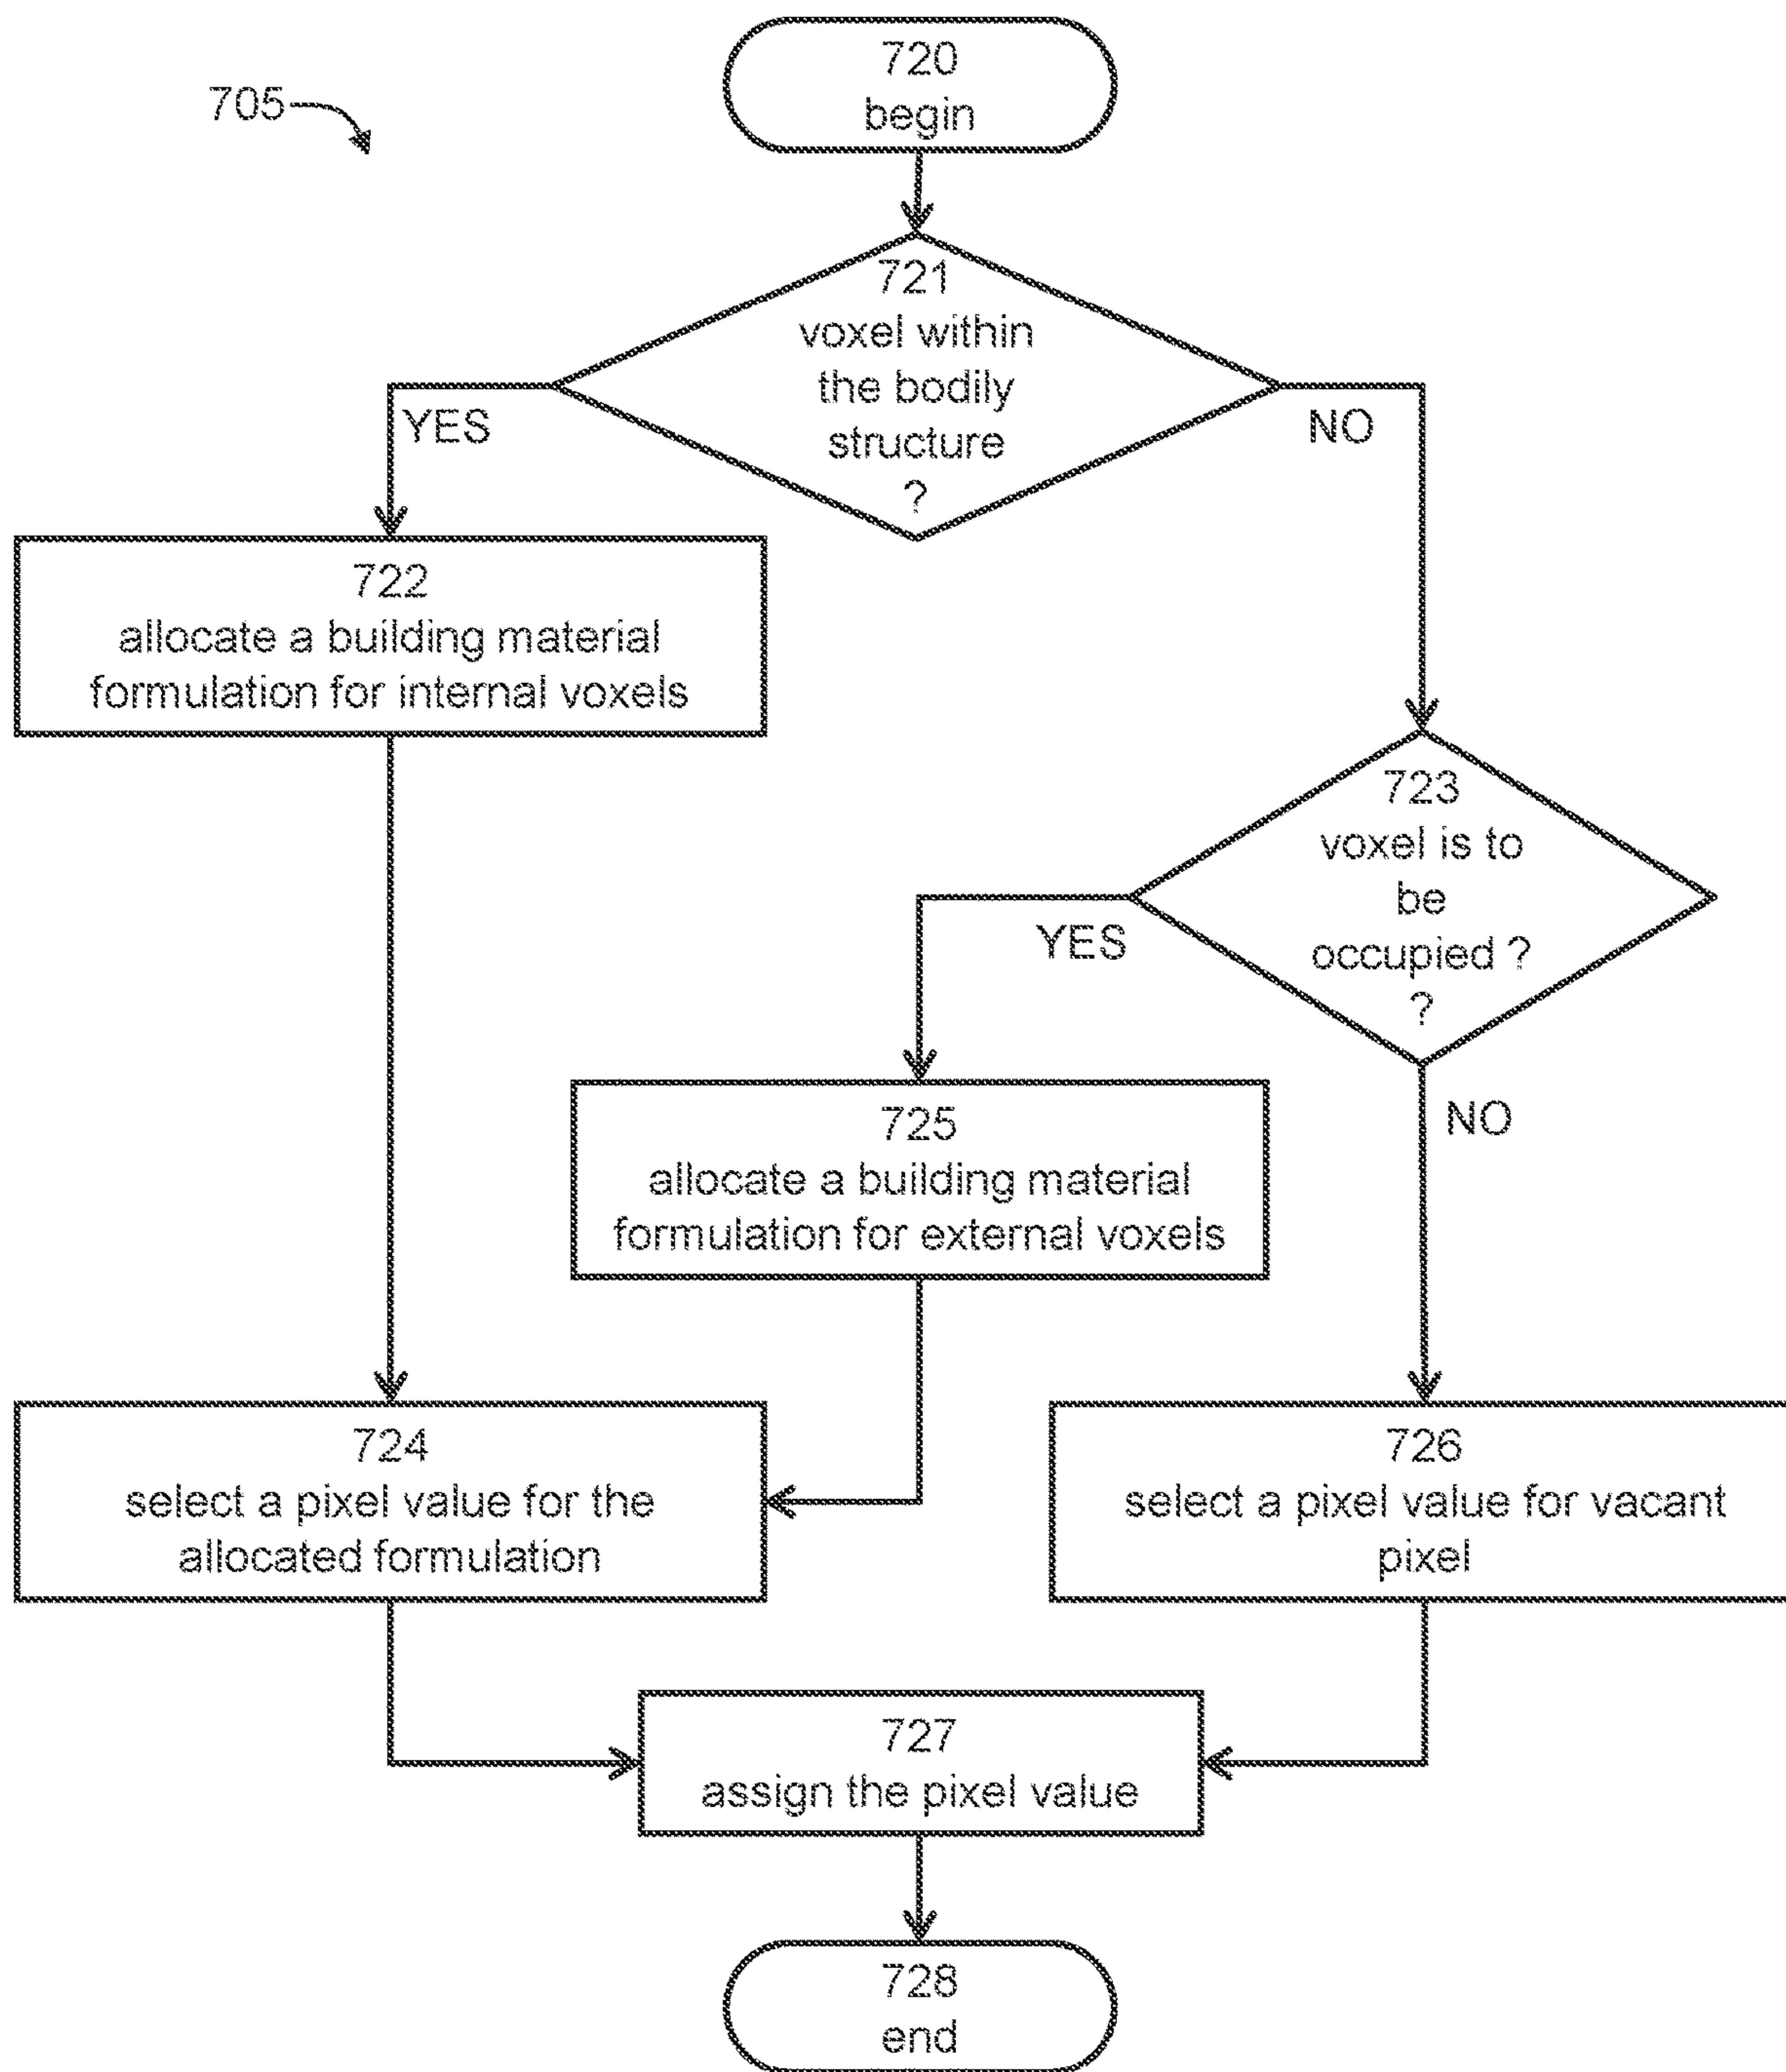 720
begin
705
721
voxel within
the bodily
structure
?
YES
NO
722
allocate a building material
formulation for internal voxels
723
voxel is to
be
occupied ?
?
YES
NO
725
allocate a building material
formulation for external voxels
724
select a pixel value for the
allocated formulation
726
select a pixel value for vacant
pixel
727
assign the pixel value
728
end